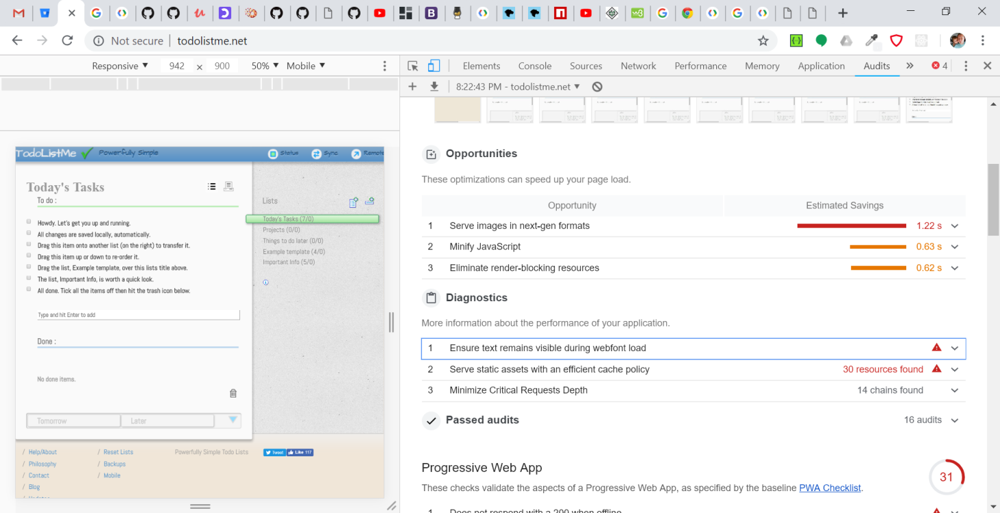 Not secure
todolistme.net
Responsive ▼ 942 x 900 50% ▼ Mobile ▼
Elements Console Sources Network Performance Memory Application Audits » 4
8:22:43 PM - todolistme.net ▼
TodoListMe Powerfully Simple Status Sync Remote
Today's Tasks
To do :
Howdy. Let's get you up and running.
All changes are saved locally, automatically.
Drag this item onto another list (on the right) to transfer it.
Drag this item up or down to re-order it.
Drag the list, Example template, over this lists title above.
The list, Important Info, is worth a quick look.
All done. Tick all the items off then hit the trash icon below.
Type and hit Enter to add
Done :
No done items.
Tomorrow Later
Lists
Today's Tasks (7/0)
Projects (0/0)
Things to do later (0/0)
Example template (4/0)
Important Info (5/0)
/ Help/About
/ Philosophy
/ Contact
/ Blog
/ Reset Lists
/ Backups
/ Mobile
Powerfully Simple Todo Lists
Tweet Like 117
Opportunities
These optimizations can speed up your page load.
Opportunity Estimated Savings
1 Serve images in next-gen formats 1.22 s
2 Minify JavaScript 0.63 s
3 Eliminate render-blocking resources 0.62 s
Diagnostics
More information about the performance of your application.
1 Ensure text remains visible during webfont load
2 Serve static assets with an efficient cache policy 30 resources found
3 Minimize Critical Requests Depth 14 chains found
Passed audits 16 audits
Progressive Web App 31
These checks validate the aspects of a Progressive Web App, as specified by the baseline PWA Checklist.
1 Does not respond with a 200 when offline